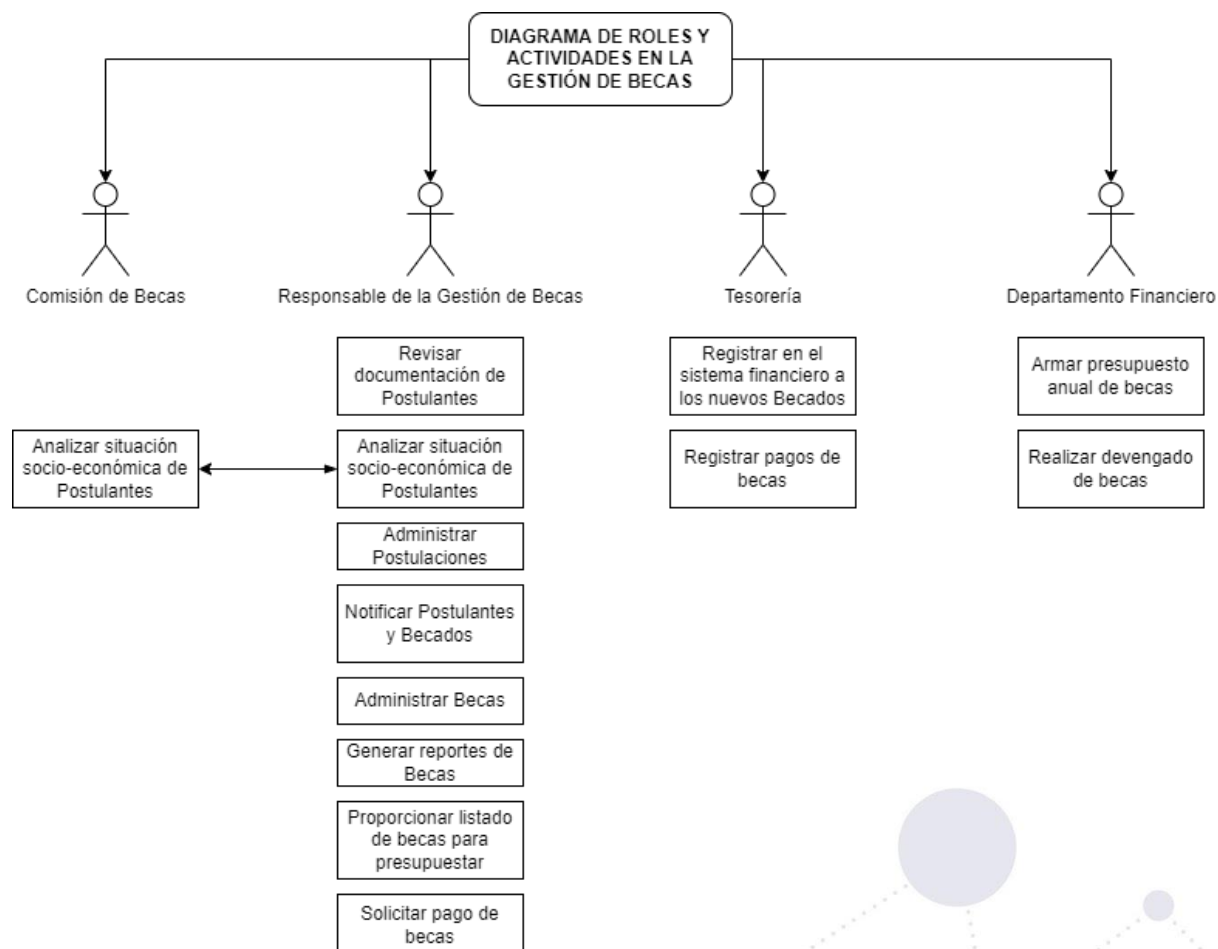 DIAGRAMA DE ROLES Y
ACTIVIDADES EN LA
GESTIÓN DE BECAS
Comisión de Becas
Responsable de la Gestión de Becas
Tesorería
Departamento Financiero
Analizar situación
socio-económica de
Postulantes
Revisar
documentación de
Postulantes
Analizar situación
socio-económica de
Postulantes
Administrar
Postulaciones
Notificar Postulantes
y Becados
Administrar Becas
Generar reportes de
Becas
Proporcionar listado
de becas para
presupuestar
Solicitar pago de
becas
Registrar en el
sistema financiero a
los nuevos Becados
Registrar pagos de
becas
Armar presupuesto
anual de becas
Realizar devengado
de becas